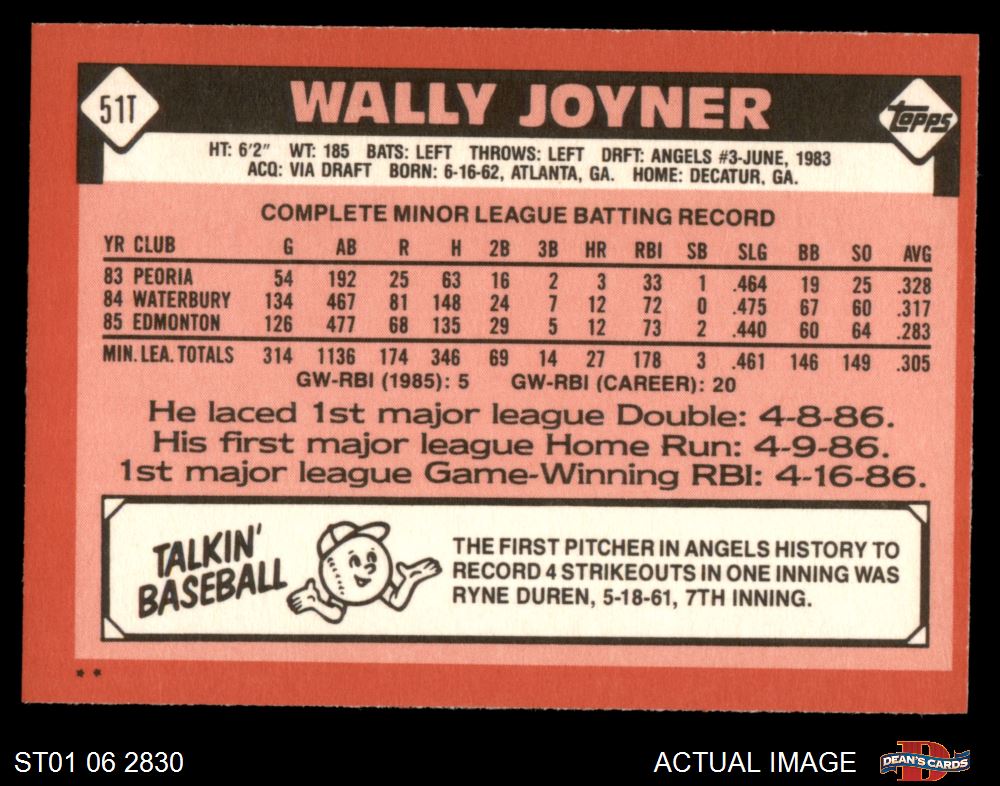 51T WALLY JOYNER Topps
HT: 6'2" WT: 185 BATS: LEFT THROWS: LEFT DRFT: ANGELS #3-JUNE, 1983
ACQ: VIA DRAFT BORN: 6-16-62, ATLANTA, GA. HOME: DECATUR, GA.
COMPLETE MINOR LEAGUE BATTING RECORD
YR CLUB G AB R H 2B 3B HR RBI SB SLG BB SO AVG
83 PEORIA 54 192 25 63 16 2 3 33 1 .464 19 25 .328
84 WATERBURY 134 467 81 148 24 7 12 72 0 .475 67 60 .317
85 EDMONTON 126 477 68 135 29 5 12 73 2 .440 60 64 .283
MIN. LEA. TOTALS 314 1136 174 346 69 14 27 178 3 .461 146 149 .305
GW-RBI (1985): 5 GW-RBI (CAREER): 20
He laced 1st major league Double: 4-8-86.
His first major league Home Run: 4-9-86.
1st major league Game-Winning RBI: 4-16-86.
TALKIN'
BASEBALL
THE FIRST PITCHER IN ANGELS HISTORY TO
RECORD 4 STRIKEOUTS IN ONE INNING WAS
RYNE DUREN, 5-18-61, 7TH INNING.
**
ST01 06 2830 ACTUAL IMAGE D DEAN'S CARDS